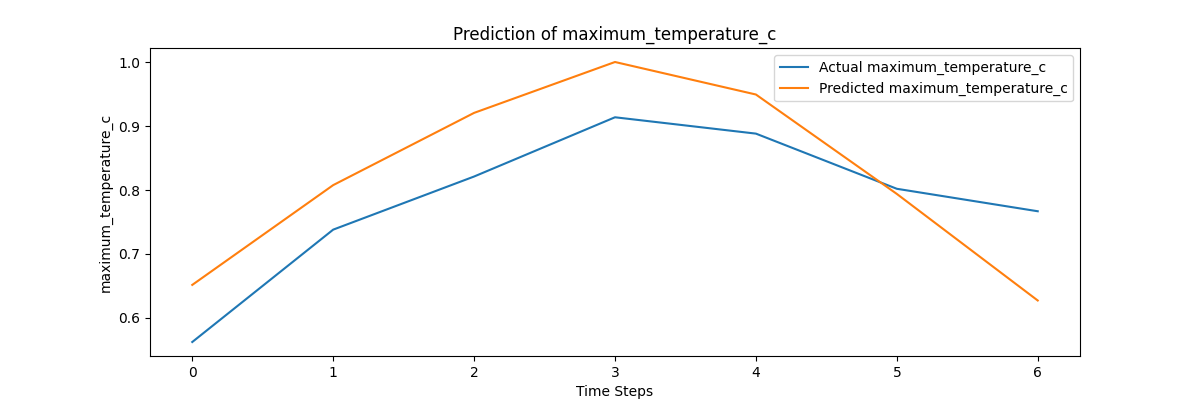 Prediction of maximum_temperature_c
Actual maximum_temperature_c
Predicted maximum_temperature_c
maximum_temperature_c
1.0
0.9
0.8
0.7
0.6
0 1 2 3 4 5 6
Time Steps